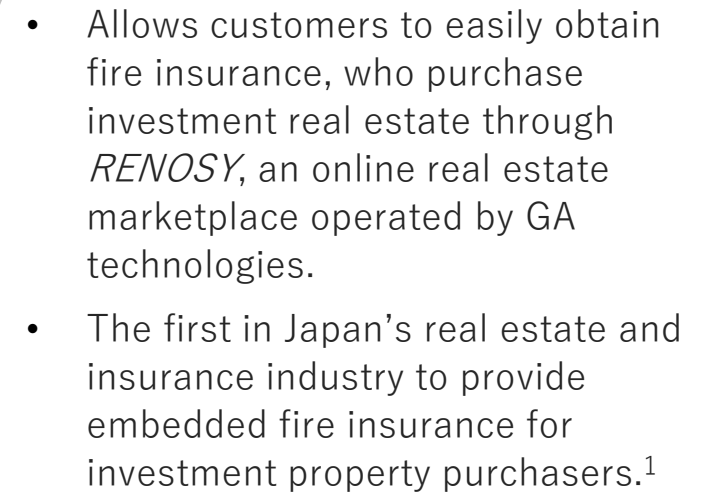 • Allows customers to easily obtain
fire insurance, who purchase
investment real estate through
RENOSY, an online real estate
marketplace operated by GA
technologies.
• The first in Japan’s real estate and
insurance industry to provide
embedded fire insurance for
investment property purchasers.¹